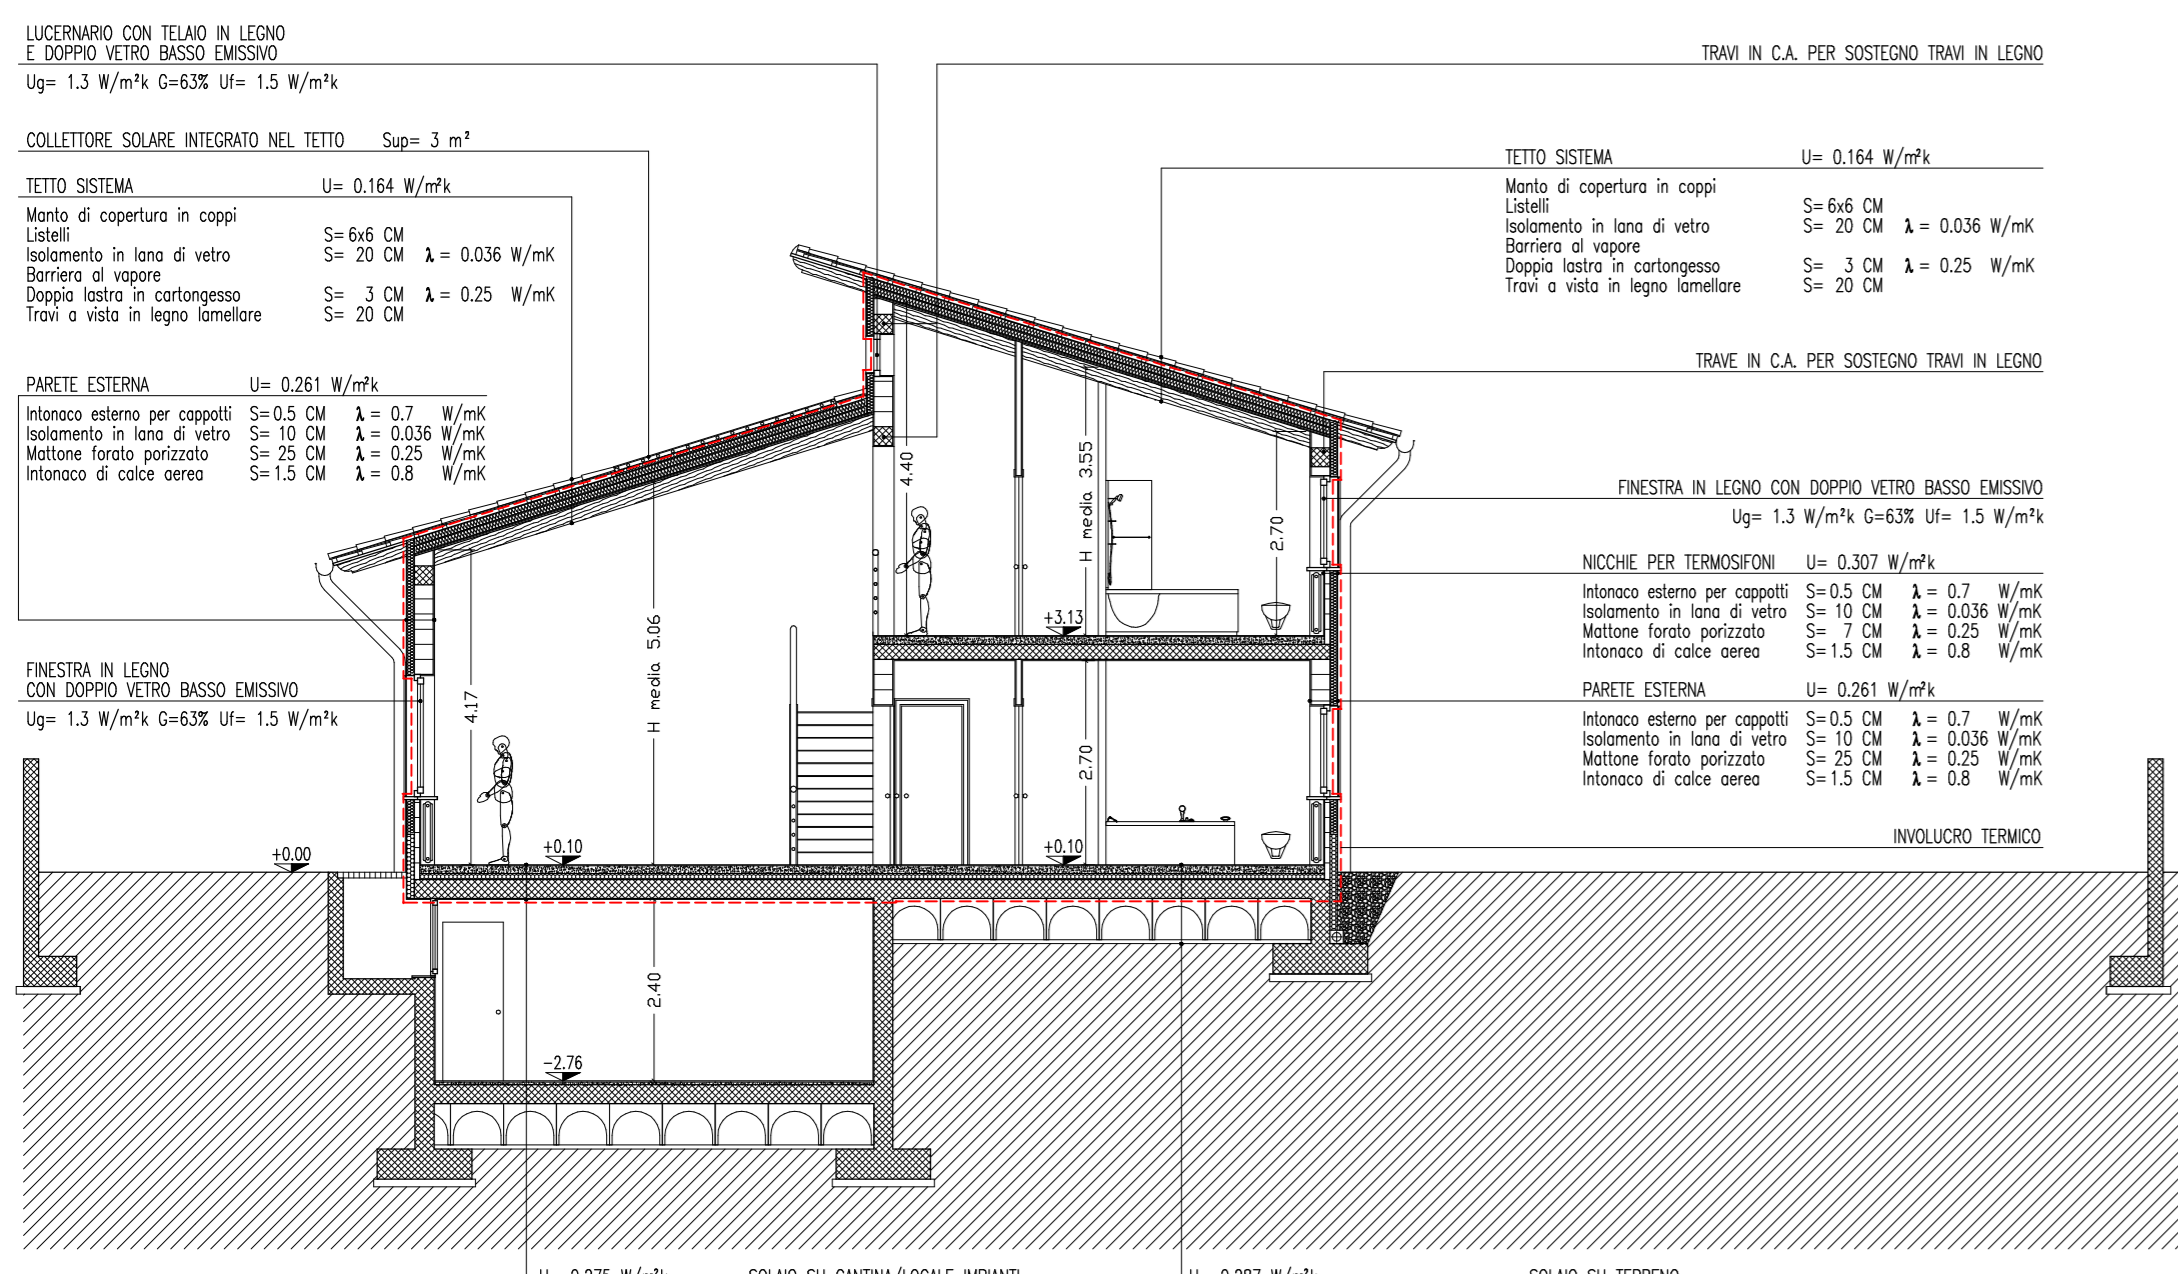 LUCERNARIO CON TELAIO IN LEGNO
E DOPPIO VETRO BASSO EMISSIVO
Ug= 1.3 W/m²k G=63% Uf= 1.5 W/m²k
COLLETTORE SOLARE INTEGRATO NEL TETTO Sup= 3 m²
TETTO SISTEMA U= 0.164 W/m²k
Manto di copertura in coppi
Listelli S= 6x6 CM
Isolamento in lana di vetro S= 20 CM λ = 0.036 W/mK
Barriera al vapore
Doppia lastra in cartongesso S= 3 CM λ = 0.25 W/mK
Travi a vista in legno lamellare S= 20 CM
PARETE ESTERNA U= 0.261 W/m²k
Intonaco esterno per cappotti S= 0.5 CM λ = 0.7 W/mK
Isolamento in lana di vetro S= 10 CM λ = 0.036 W/mK
Mattone forato porizzato S= 25 CM λ = 0.25 W/mK
Intonaco di calce aerea S= 1.5 CM λ = 0.8 W/mK
FINESTRA IN LEGNO
CON DOPPIO VETRO BASSO EMISSIVO
Ug= 1.3 W/m²k G=63% Uf= 1.5 W/m²k
TRAVI IN C.A. PER SOSTEGNO TRAVI IN LEGNO
TETTO SISTEMA U= 0.164 W/m²k
Manto di copertura in coppi
Listelli S= 6x6 CM
Isolamento in lana di vetro S= 20 CM λ = 0.036 W/mK
Barriera al vapore
Doppia lastra in cartongesso S= 3 CM λ = 0.25 W/mK
Travi a vista in legno lamellare S= 20 CM
TRAVE IN C.A. PER SOSTEGNO TRAVI IN LEGNO
FINESTRA IN LEGNO CON DOPPIO VETRO BASSO EMISSIVO
Ug= 1.3 W/m²k G=63% Uf= 1.5 W/m²k
NICCHIE PER TERMOSIFONI U= 0.307 W/m²k
Intonaco esterno per cappotti S= 0.5 CM λ = 0.7 W/mK
Isolamento in lana di vetro S= 10 CM λ = 0.036 W/mK
Mattone forato porizzato S= 7 CM λ = 0.25 W/mK
Intonaco di calce aerea S= 1.5 CM λ = 0.8 W/mK
PARETE ESTERNA U= 0.261 W/m²k
Intonaco esterno per cappotti S= 0.5 CM λ = 0.7 W/mK
Isolamento in lana di vetro S= 10 CM λ = 0.036 W/mK
Mattone forato porizzato S= 25 CM λ = 0.25 W/mK
Intonaco di calce aerea S= 1.5 CM λ = 0.8 W/mK
INVOLUCRO TERMICO
4.40
H media 3.55
2.70
+3.13
H media 5.06
4.17
2.70
+0.00
+0.10
+0.10
2.40
-2.76
U= 0.275 W/m²k SOLAIO SU CANTINA/LOCALE IMPIANTI
U= 0.287 W/m²k SOLAIO SU TERRENO